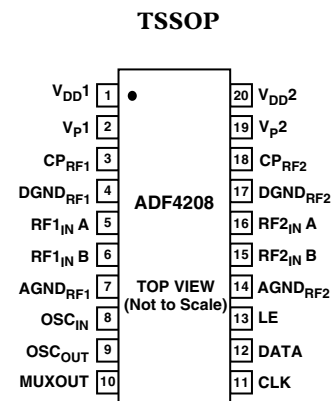 TSSOP
VDD1 1 20 VDD2
VP1 2 19 VP2
CPRF1 3 18 CPRF2
DGNDRF1 4 17 DGNDRF2
ADF4208
RF1IN A 5 16 RF2IN A
RF1IN B 6 15 RF2IN B
AGNDRF1 7 14 AGNDRF2
TOP VIEW
(Not to Scale)
OSCIN 8 13 LE
OSCOUT 9 12 DATA
MUXOUT 10 11 CLK